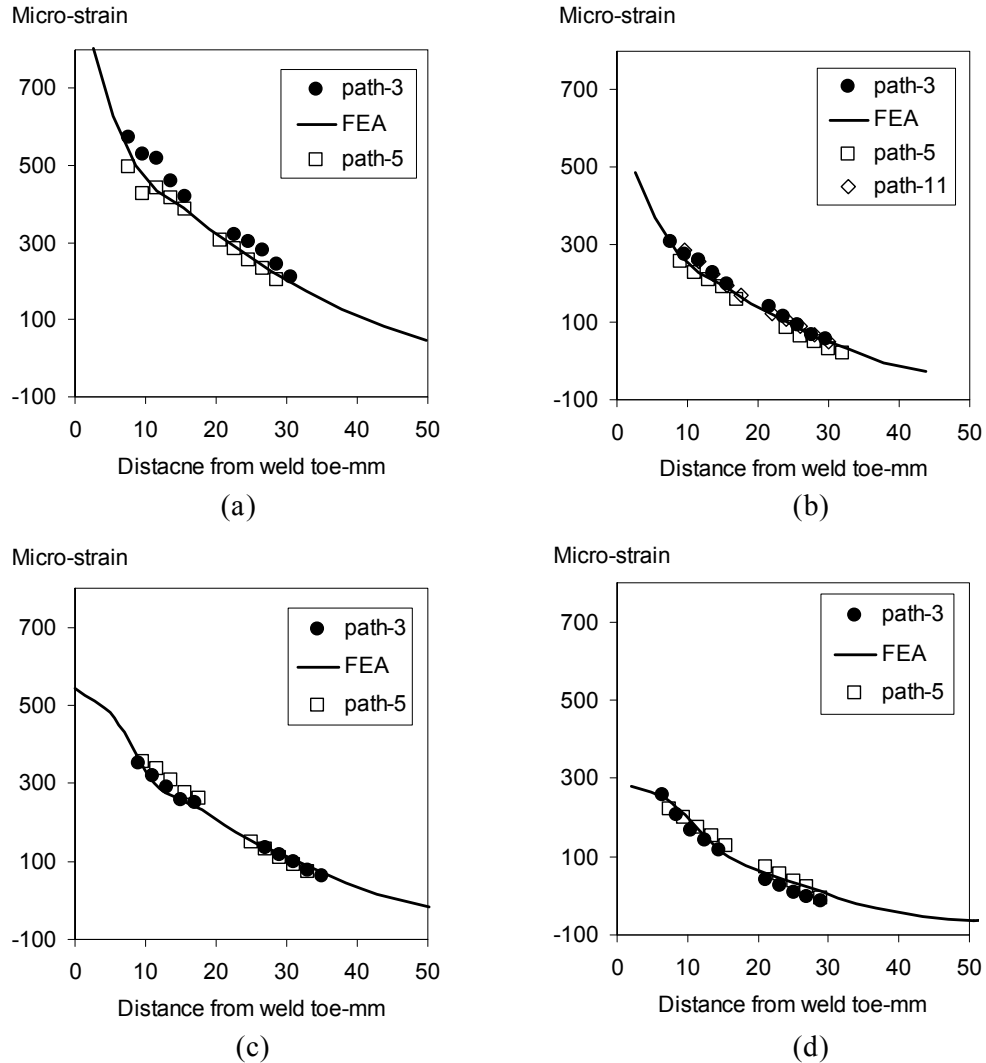 Micro-strain
700
500
300
100
-100
0 10 20 30 40 50
Distacne from weld toe-mm
path-3
FEA
path-5
(a)
Micro-strain
700
500
300
100
-100
0 10 20 30 40 50
Distance from weld toe-mm
path-3
FEA
path-5
path-11
(b)
Micro-strain
700
500
300
100
-100
0 10 20 30 40 50
Distance from weld toe-mm
path-3
FEA
path-5
(c)
Micro-strain
700
500
300
100
-100
0 10 20 30 40 50
Distance from weld toe-mm
path-3
FEA
path-5
(d)